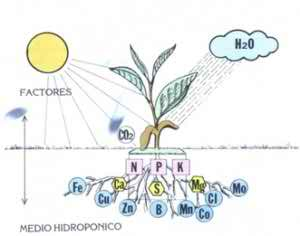 H2O
FACTORES
CO2
N P K
Fe Ca S Mg Mo
Cu Zn B Mn Co Cl
MEDIO HIDROPONICO